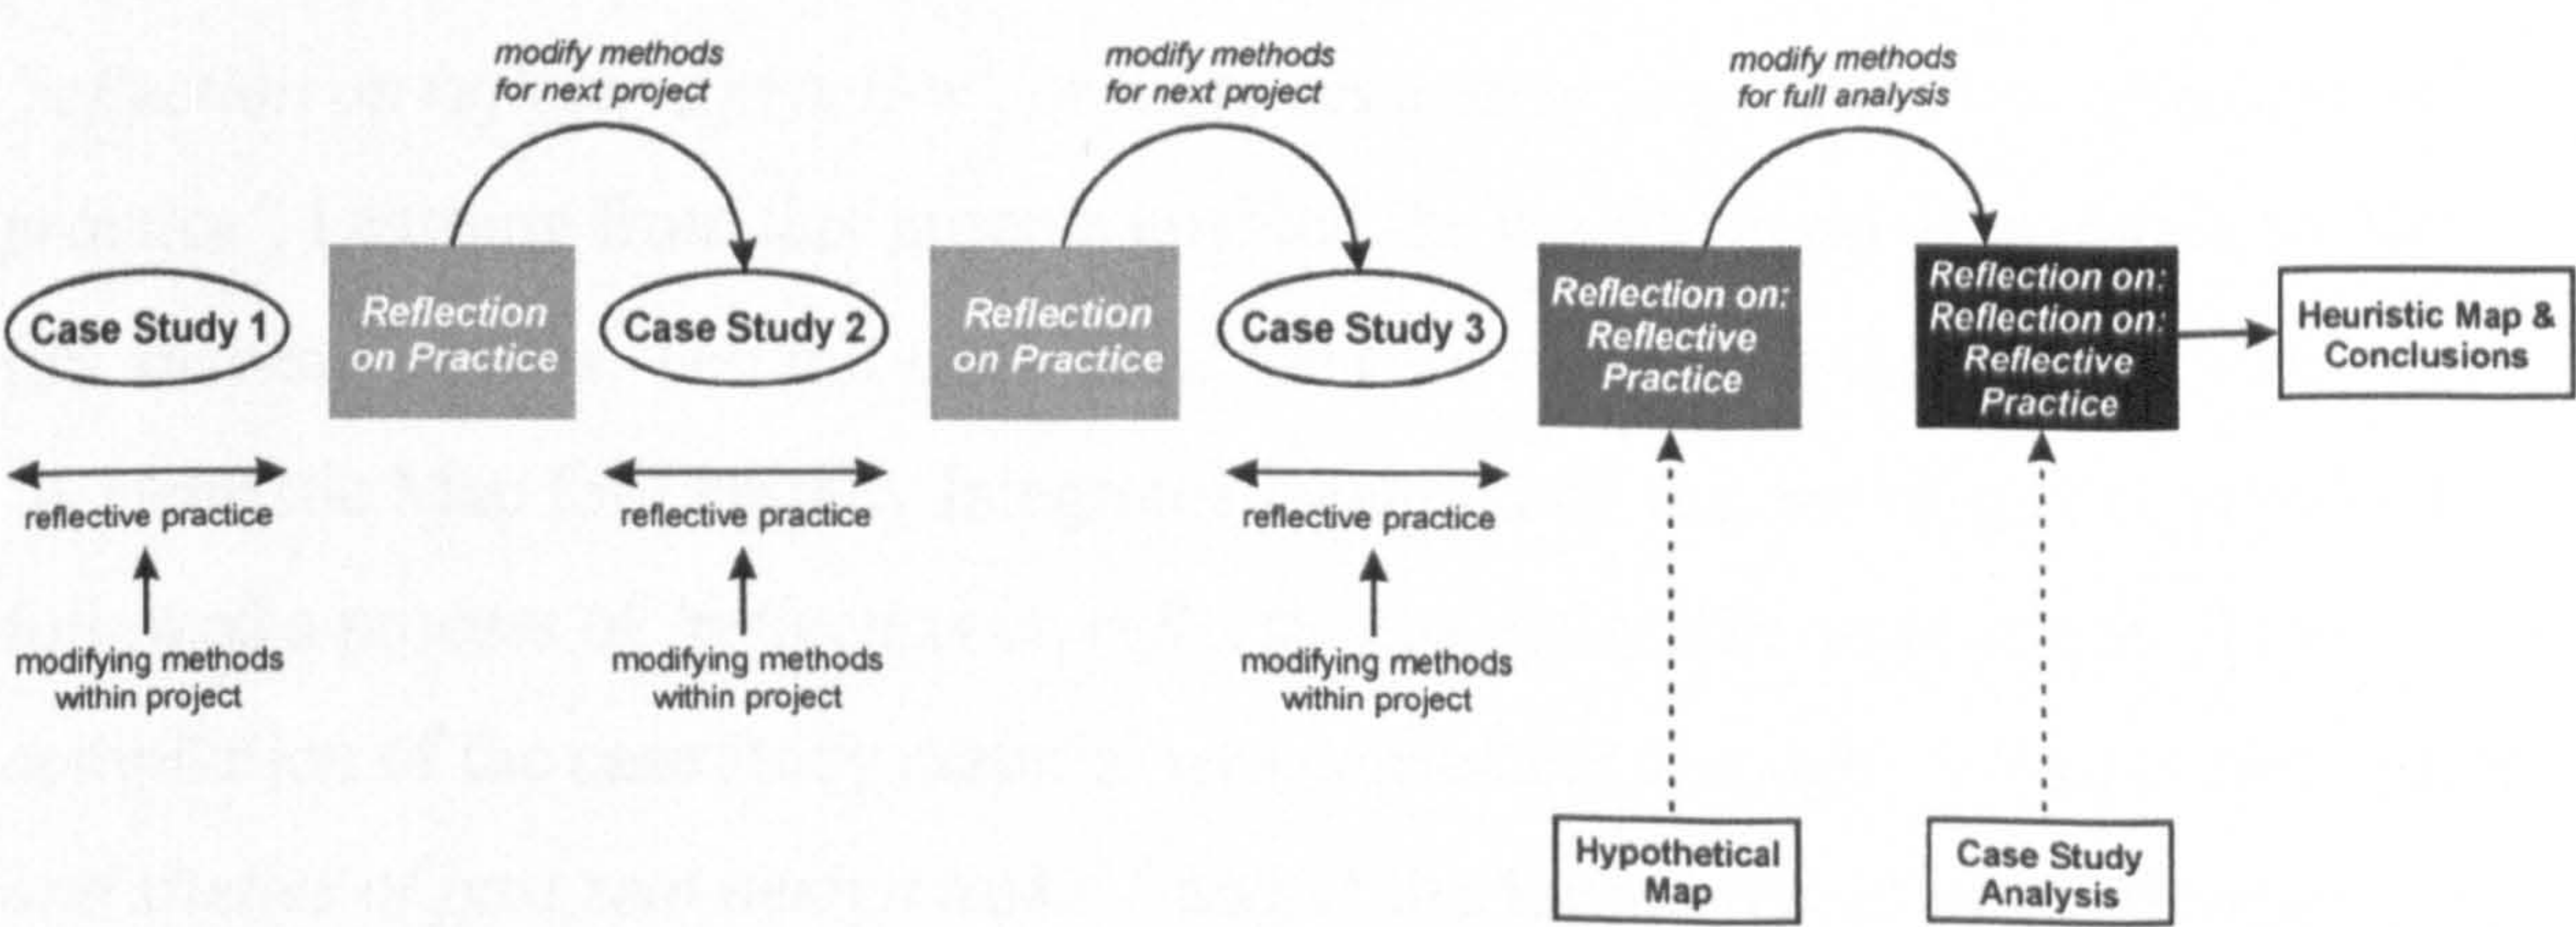 modify methods
for next project
modify methods
for next project
modify methods
for full analysis
Case Study 1
Reflection
on Practice
Case Study 2
Reflection
on Practice
Case Study 3
Reflection on:
Reflective
Practice
Reflection on:
Reflection on:
Reflective
Practice
Heuristic Map &
Conclusions
reflective practice
reflective practice
reflective practice
modifying methods
within project
modifying methods
within project
modifying methods
within project
Hypothetical
Map
Case Study
Analysis